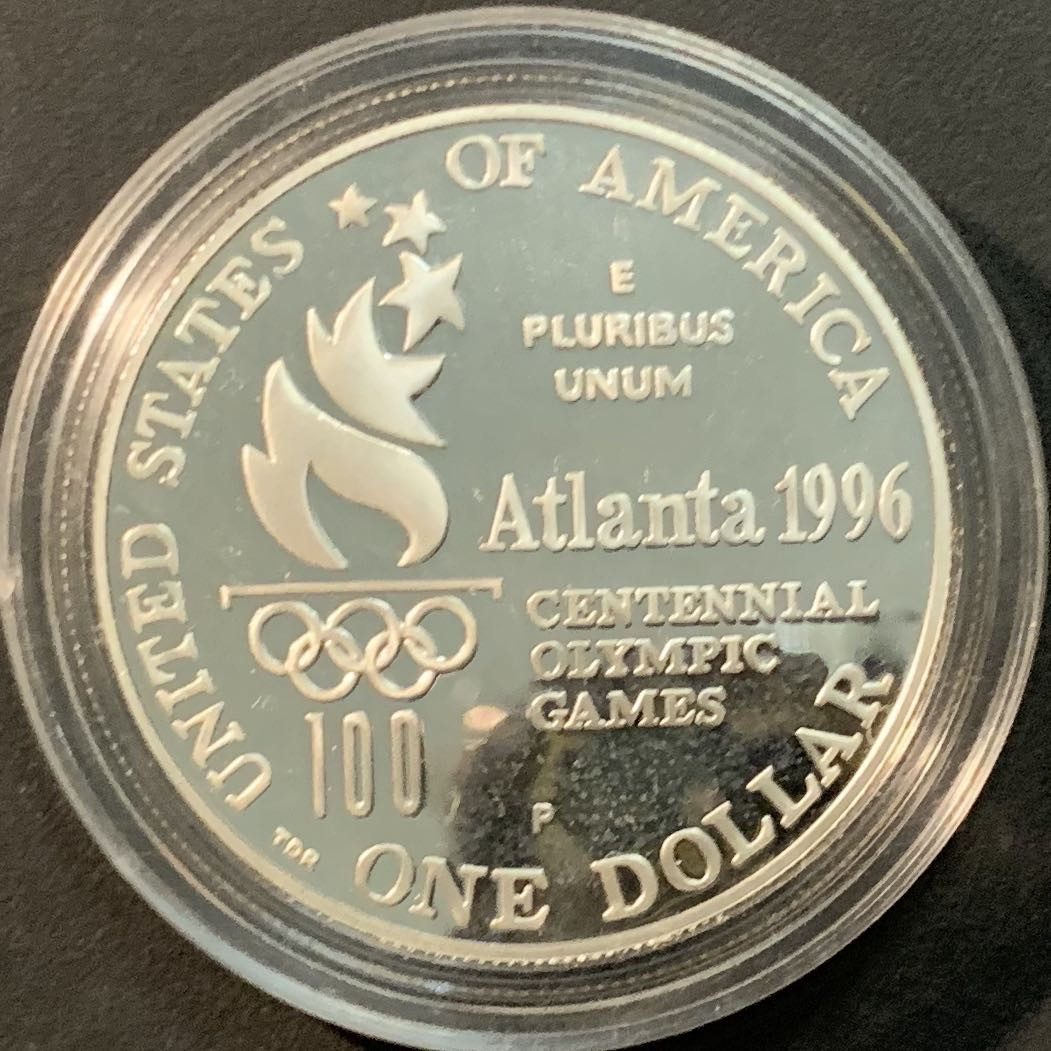 UNITED STATES OF AMERICA
E
PLURIBUS
UNUM
Atlanta 1996
CENTENNIAL
OLYMPIC
GAMES
100
P
TDR
ONE DOLLAR